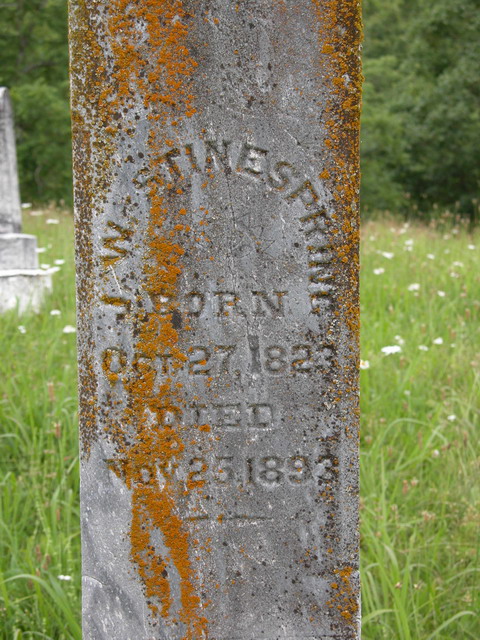 J. W. STINESPRING
BORN
OCT. 27, 1823
DIED
NOV. 25, 1893